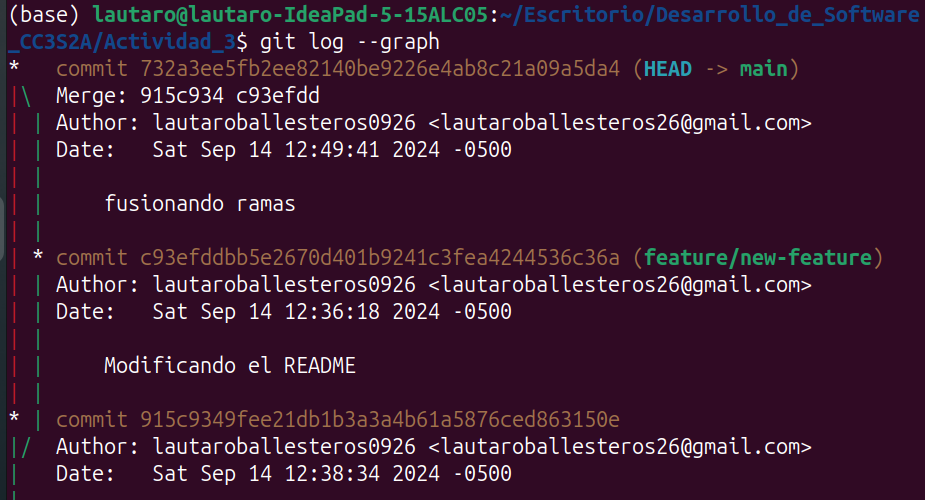 (base) lautaro@lautaro-IdeaPad-5-15ALC05:~/Escritorio/Desarrollo_de_Software
_CC3S2A/Actividad_3$ git log --graph
*   commit 732a3ee5fb2ee82140be9226e4ab8c21a09a5da4 (HEAD -> main)
|\  Merge: 915c934 c93efdd
| | Author: lautaroballesteros0926 <lautaroballesteros26@gmail.com>
| | Date:   Sat Sep 14 12:49:41 2024 -0500
| |
| |     fusionando ramas
| |
| * commit c93efddbb5e2670d401b9241c3fea4244536c36a (feature/new-feature)
| | Author: lautaroballesteros0926 <lautaroballesteros26@gmail.com>
| | Date:   Sat Sep 14 12:36:18 2024 -0500
| |
| |     Modificando el README
| |
* | commit 915c9349fee21db1b3a3a4b61a5876ced863150e
|/  Author: lautaroballesteros0926 <lautaroballesteros26@gmail.com>
|   Date:   Sat Sep 14 12:38:34 2024 -0500
|